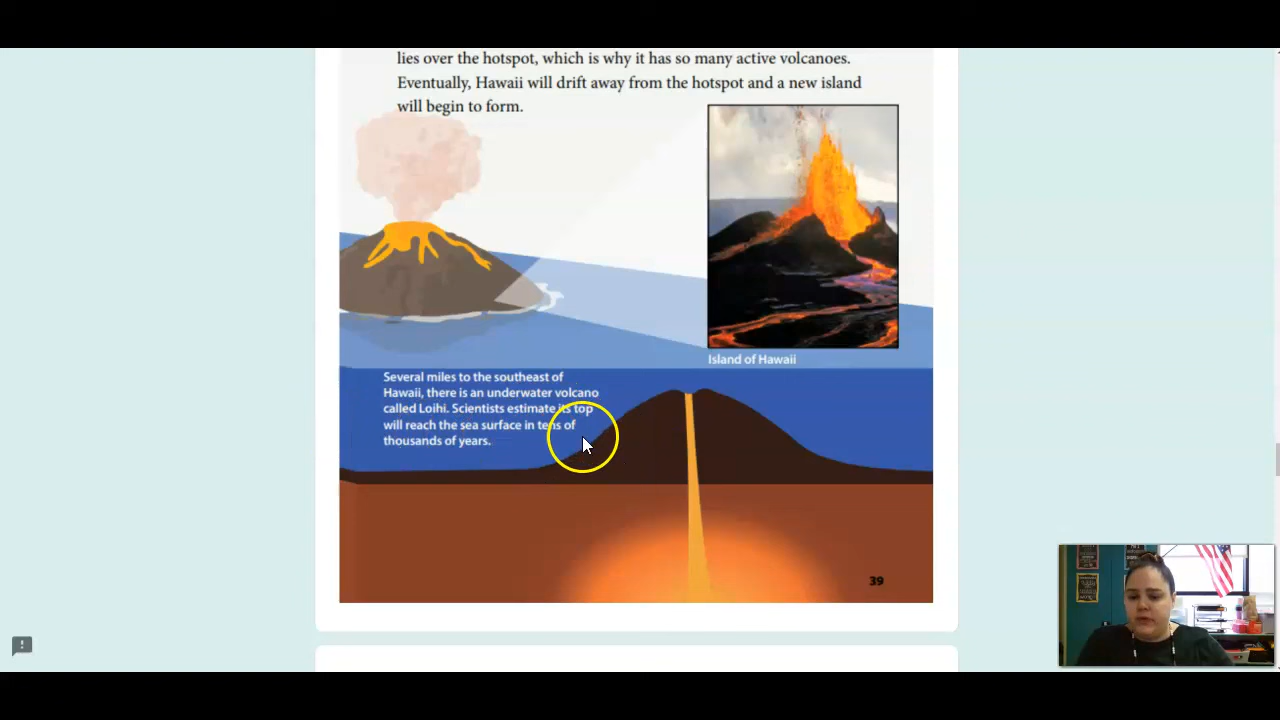 lies over the hotspot, which is why it has so many active volcanoes.
Eventually, Hawaii will drift away from the hotspot and a new island
will begin to form.
Island of Hawaii
Several miles to the southeast of
Hawaii, there is an underwater volcano
called Loihi. Scientists estimate its top
will reach the sea surface in tens of
thousands of years.
39